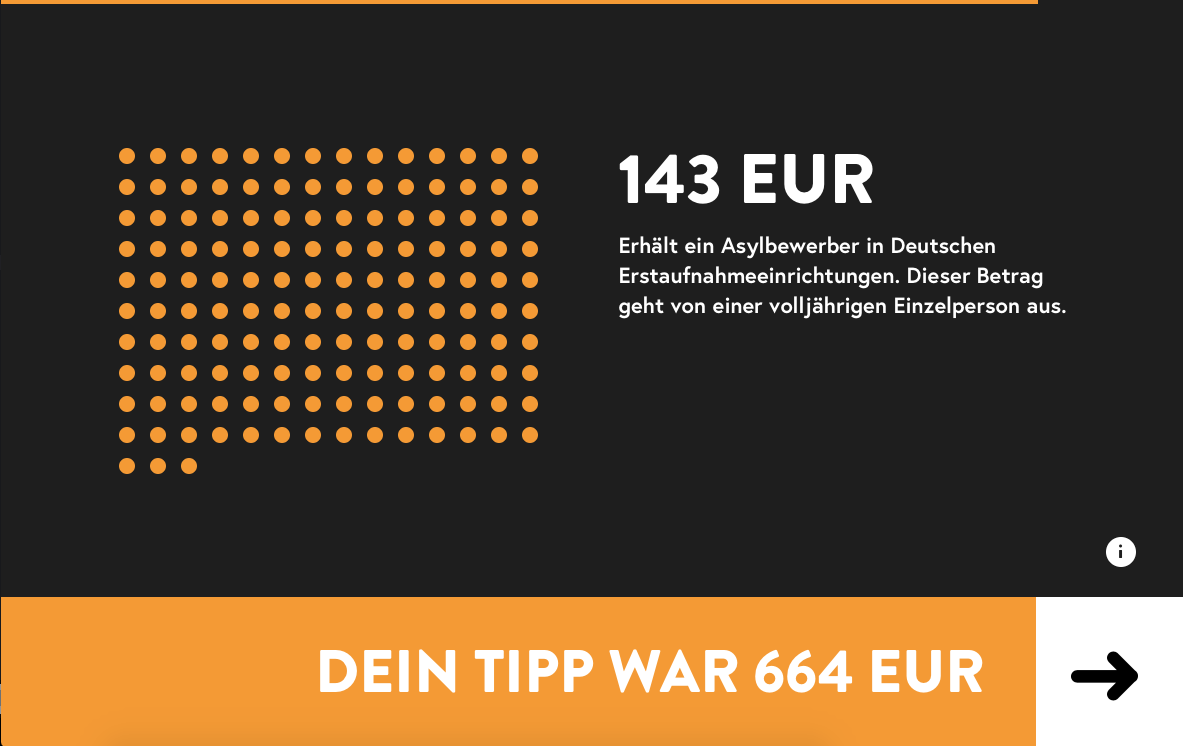 143 EUR
Erhält ein Asylbewerber in Deutschen
Erstaufnahmeeinrichtungen. Dieser Betrag
geht von einer volljährigen Einzelperson aus.
i
DEIN TIPP WAR 664 EUR